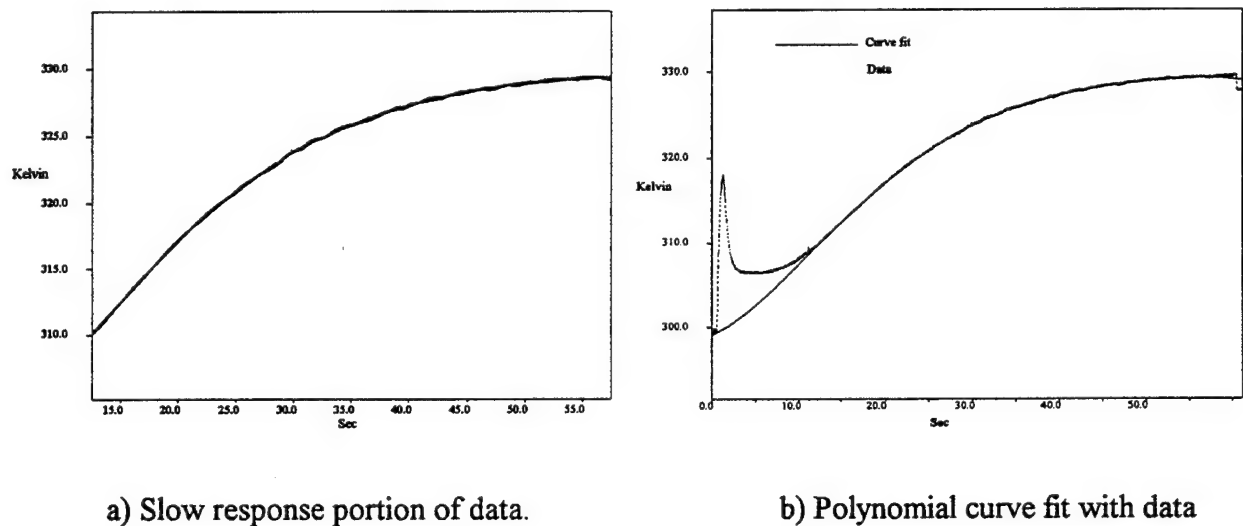 330.0
325.0
Kelvin
320.0
315.0
310.0
15.0 20.0 25.0 30.0 35.0 40.0 45.0 50.0 55.0
Sec
Curve fit
Data
330.0
320.0
Kelvin
310.0
300.0
0.0 10.0 20.0 30.0 40.0 50.0
Sec
a) Slow response portion of data.
b) Polynomial curve fit with data